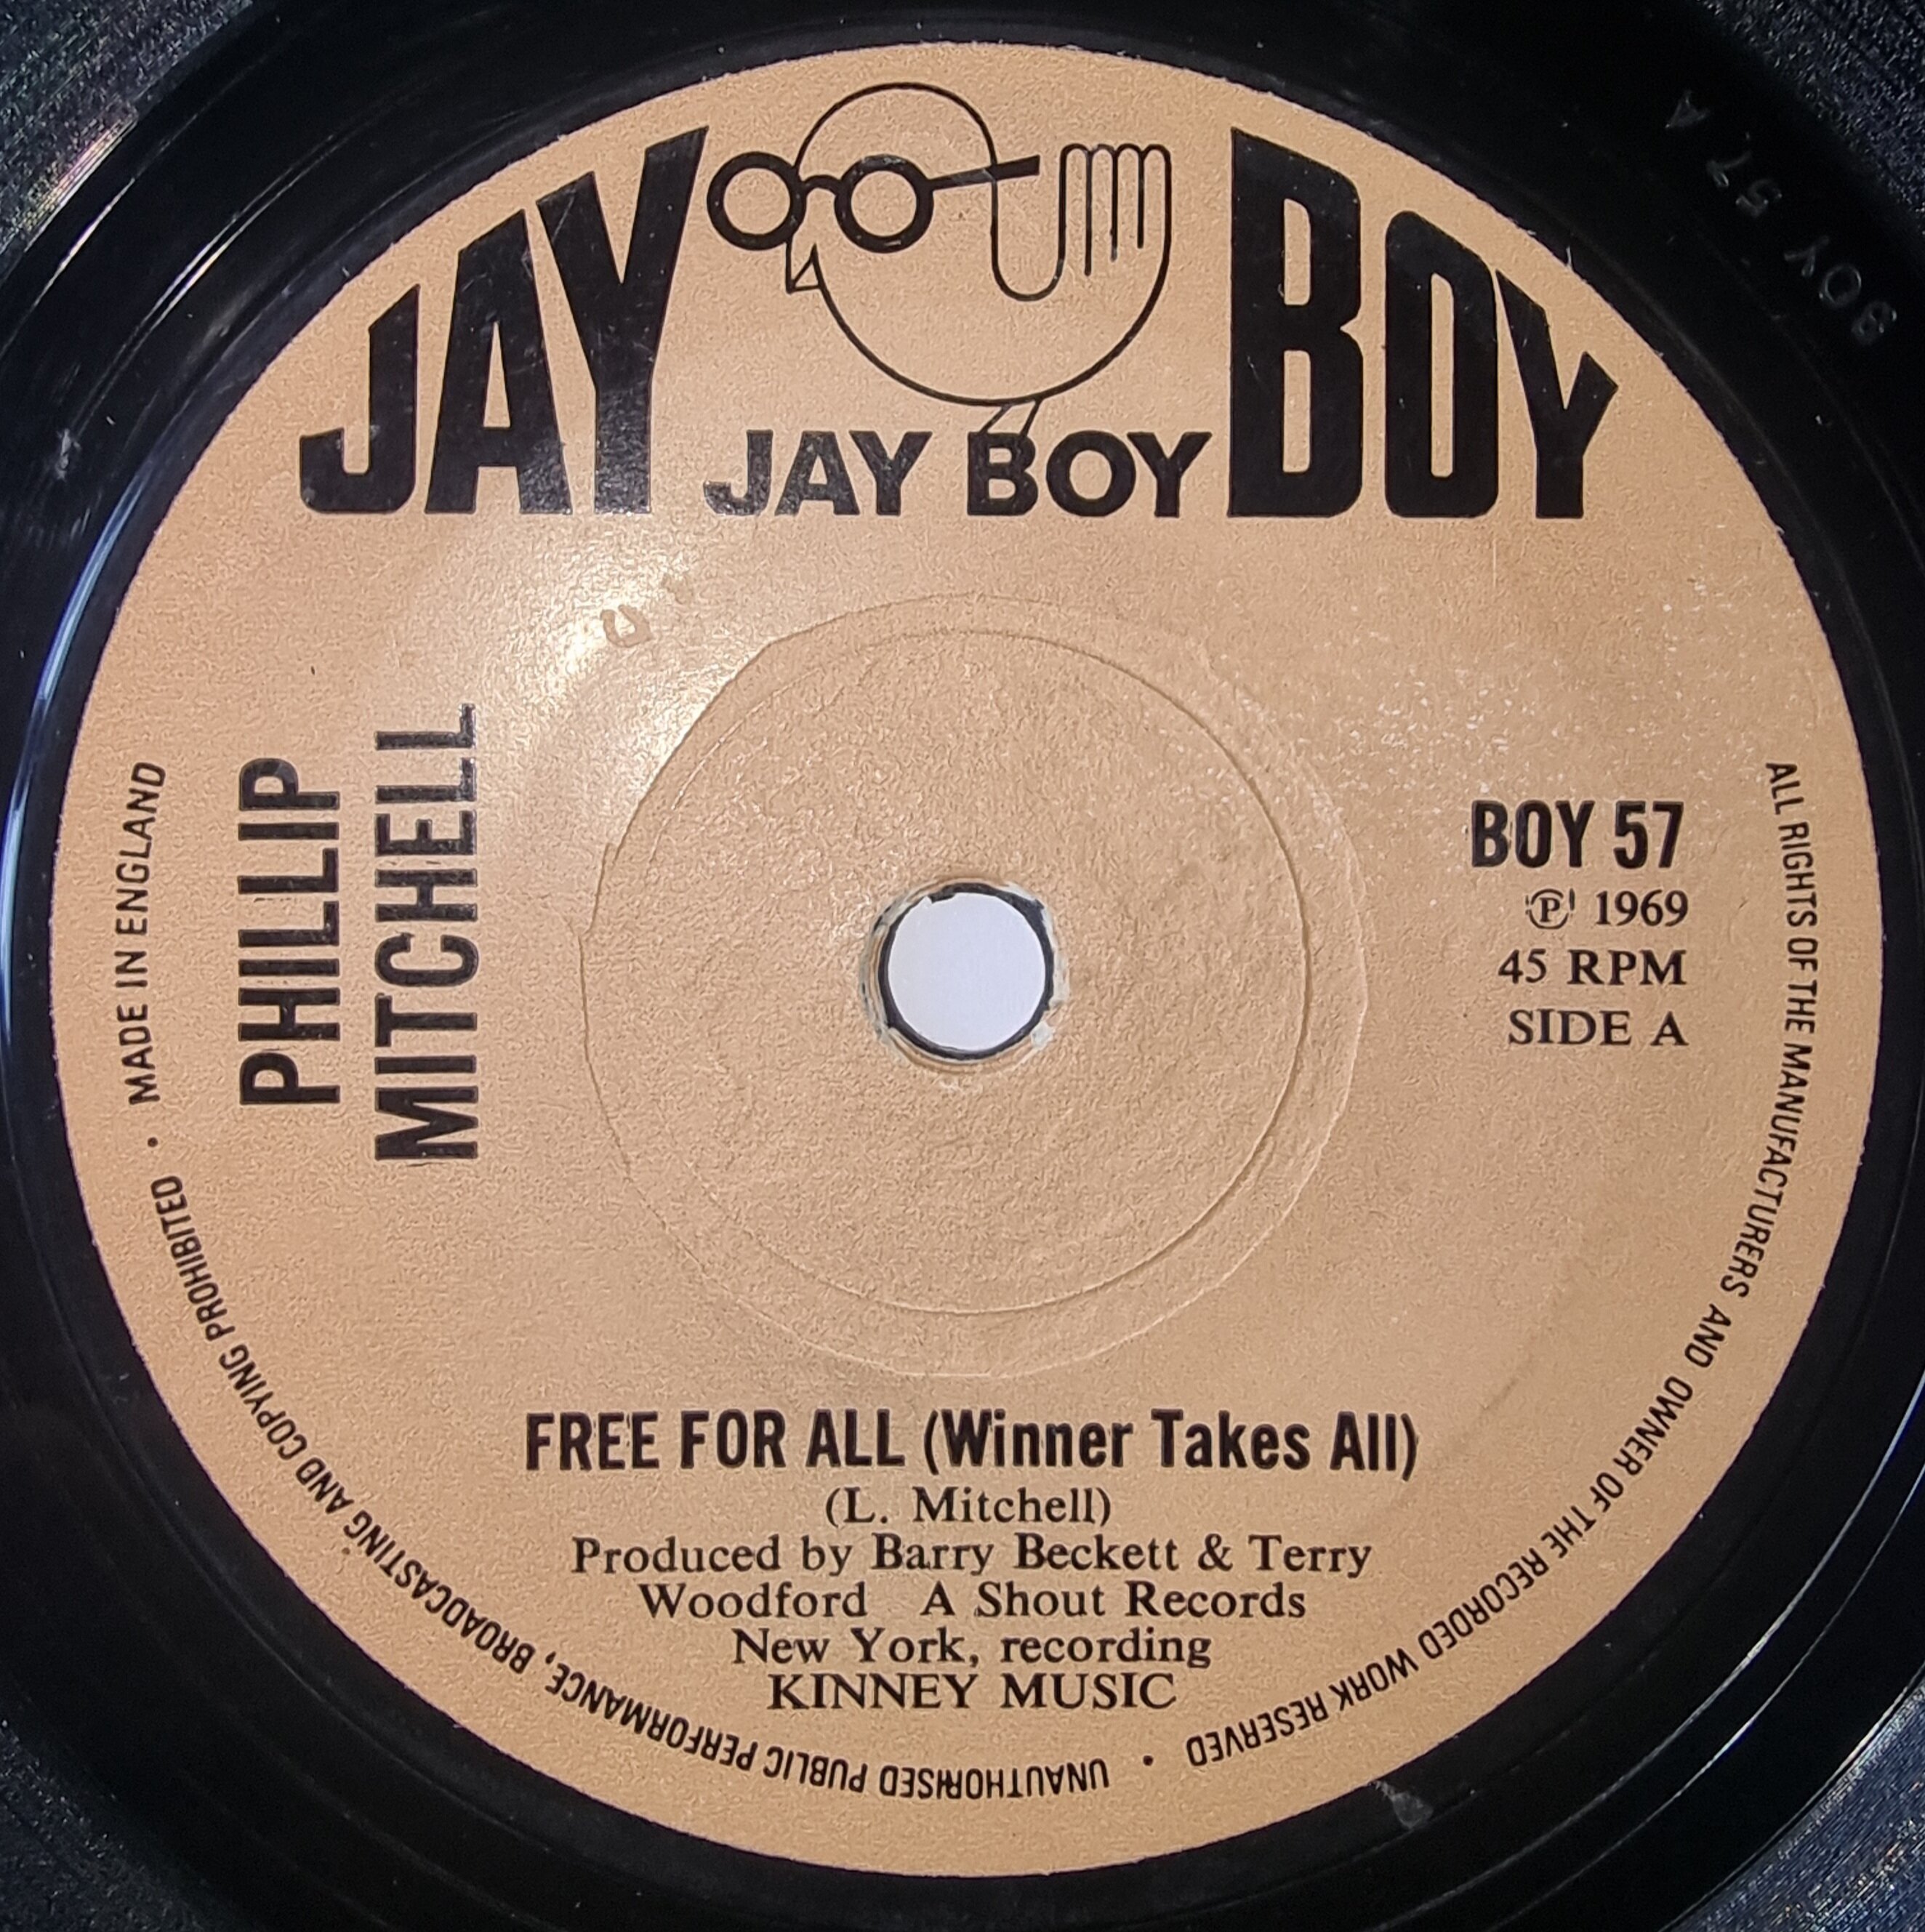 JAY BOY
JAY BOY
PHILLIP
MITCHELL
BOY 57
Ⓟ 1969
45 RPM
SIDE A
FREE FOR ALL (Winner Takes All)
(L. Mitchell)
Produced by Barry Beckett & Terry
Woodford A Shout Records
New York, recording
KINNEY MUSIC
ALL RIGHTS OF THE MANUFACTURERS AND OWNER OF THE RECORDED WORK RESERVED • UNAUTHORISED PUBLIC PERFORMANCE, BROADCASTING AND COPYING PROHIBITED • MADE IN ENGLAND
BOY 57 A